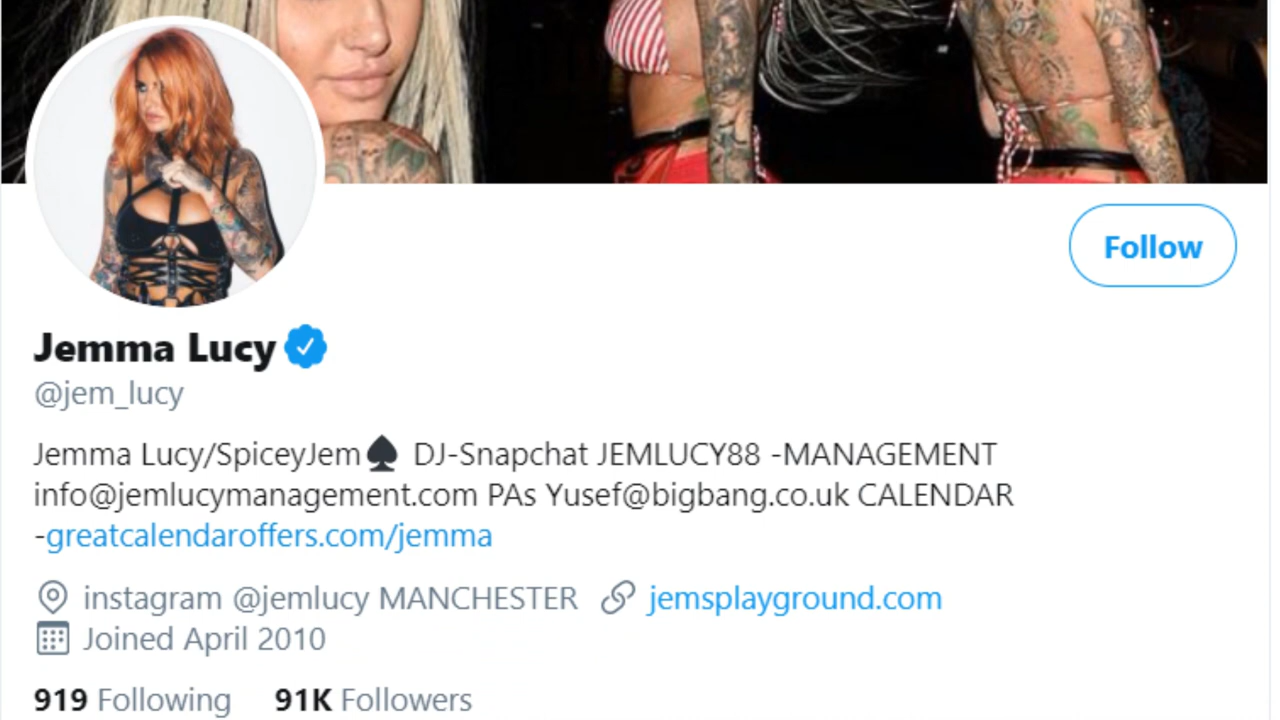 Follow
Jemma Lucy
@jem_lucy
Jemma Lucy/SpiceyJem♠ DJ-Snapchat JEMLUCY88 -MANAGEMENT
info@jemlucymanagement.com PAs Yusef@bigbang.co.uk CALENDAR
-greatcalendaroffers.com/jemma
instagram @jemlucy MANCHESTER jemsplayground.com
Joined April 2010
919 Following 91K Followers